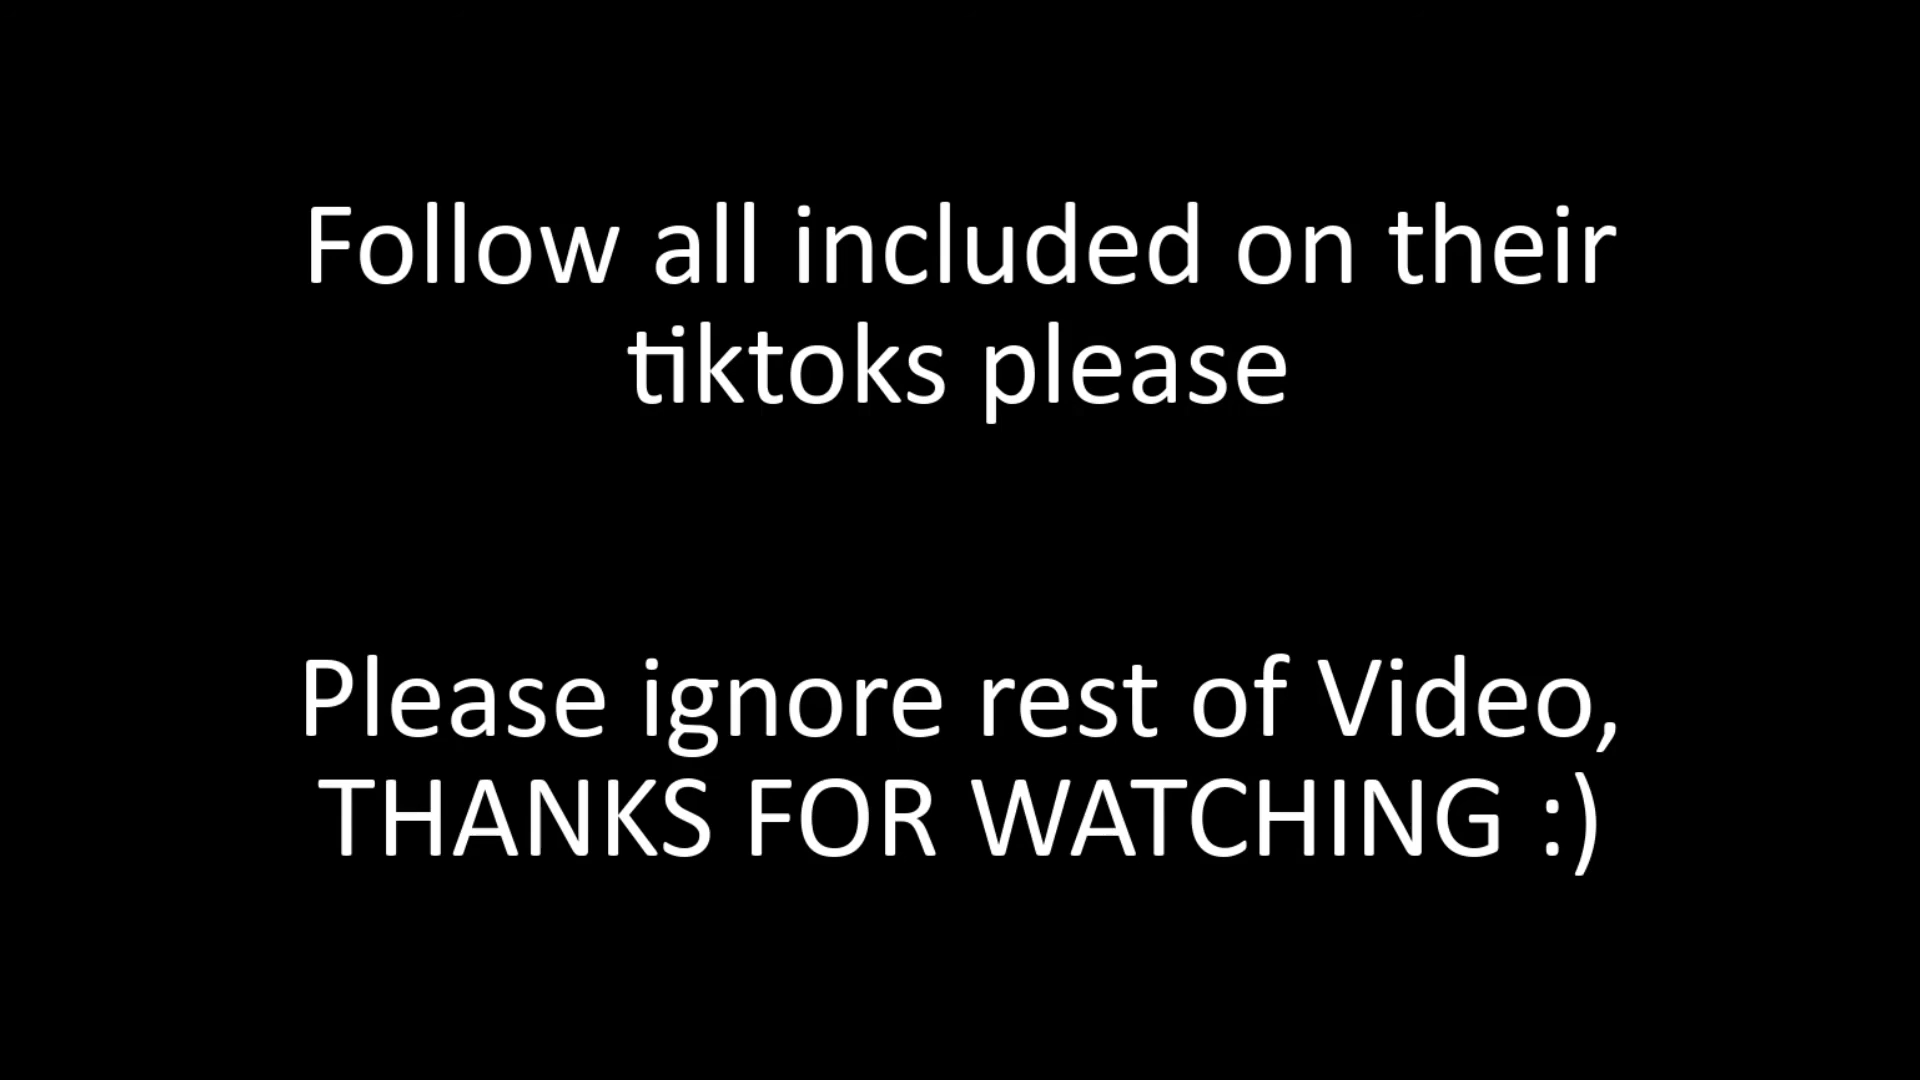 Follow all included on their
tiktoks please
Please ignore rest of Video,
THANKS FOR WATCHING :)